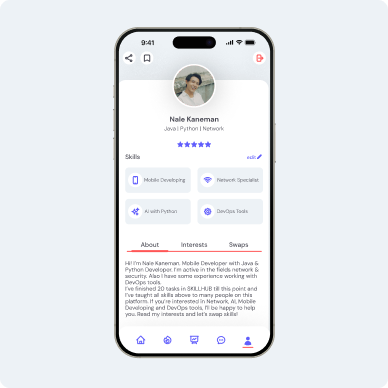 9:41
Nale Kaneman
Java | Python | Network
Skills
edit
Mobile Developing
Network Specialist
AI with Python
DevOps Tools
About
Interests
Swaps
Hi! I'm Nale Kaneman. Mobile Developer with Java &
Python Developer. I'm active in the fields network &
security. Also I have some experience working with
DevOps tools.
I've finished 20 tasks in SKILLHUB till this point and
I've taught all skills above to many people on this
platform. If you're interested in Network, AI, Mobile
Developing and DevOps tools, I'll be happy to help
you. Read my interests and let's swap skills!